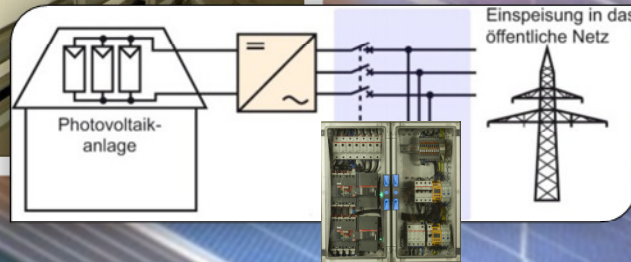 Einspeisung in das
öffentliche Netz
Photovoltaik-
anlage